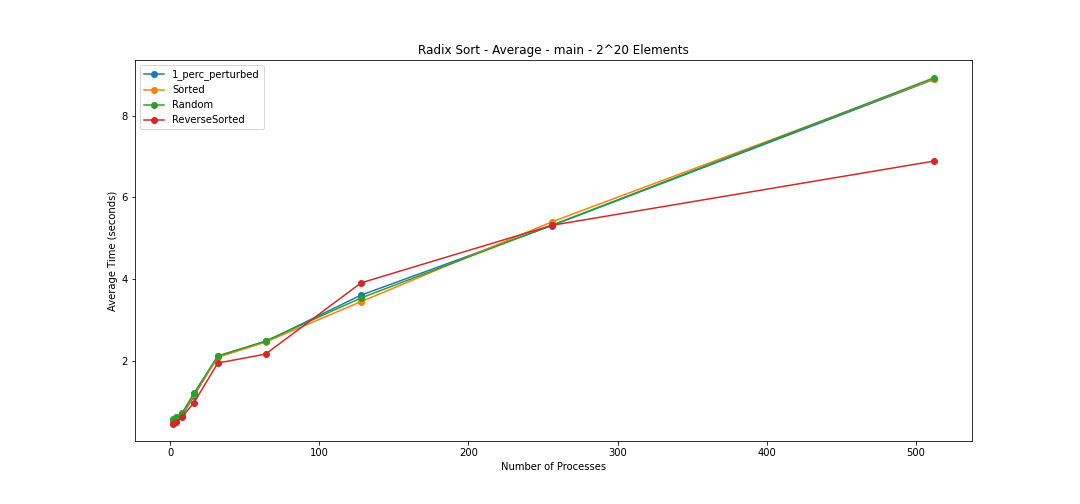 Radix Sort - Average - main - 2^20 Elements
1_perc_perturbed
Sorted
Random
ReverseSorted
Average Time (seconds)
8
6
4
2
0 100 200 300 400 500
Number of Processes